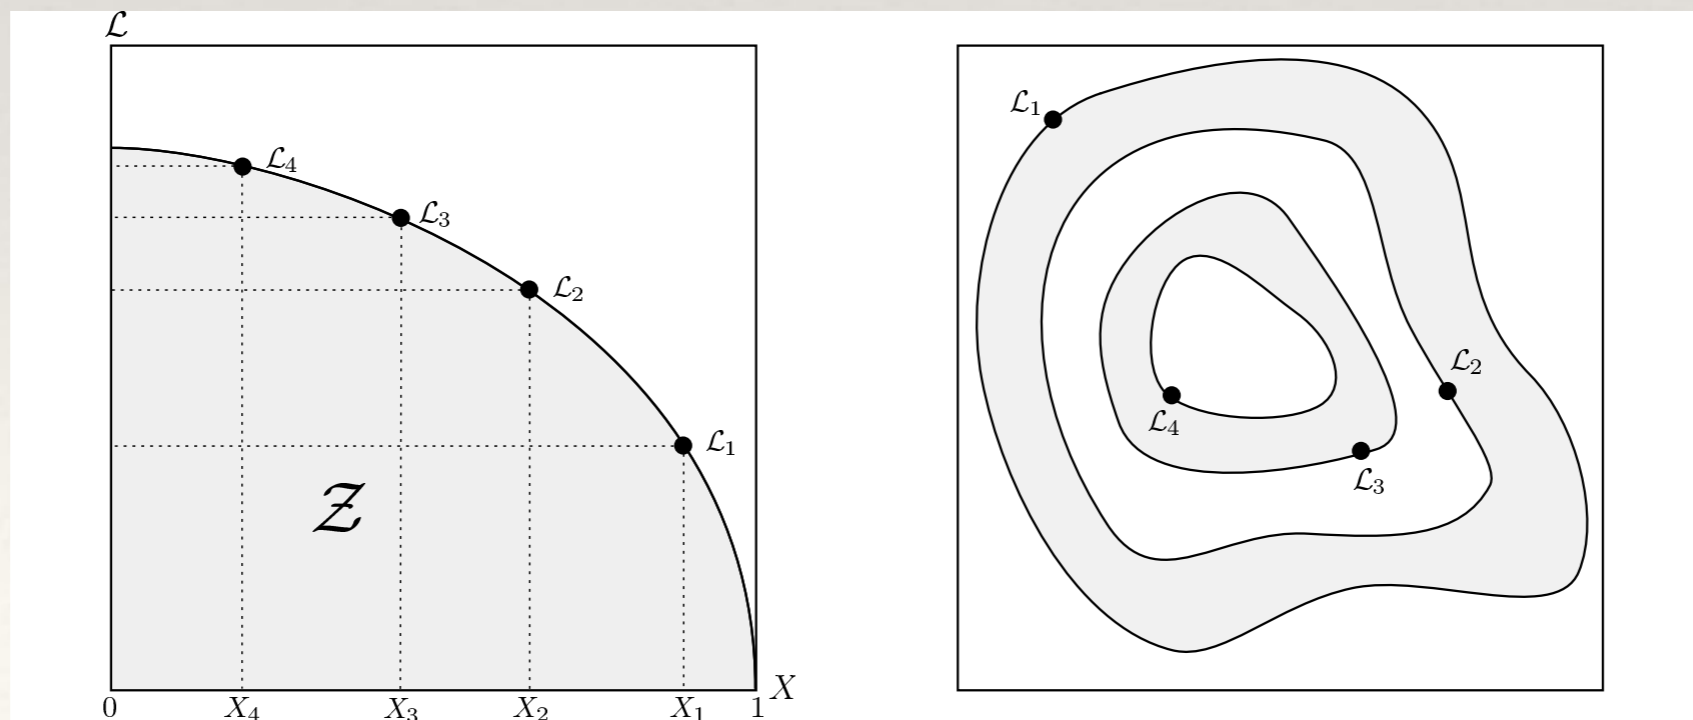 ℒ
ℒ₄
ℒ₃
ℒ₂
ℒ₁
𝒵
0
X₄
X₃
X₂
X₁
1
X
ℒ₁
ℒ₂
ℒ₄
ℒ₃